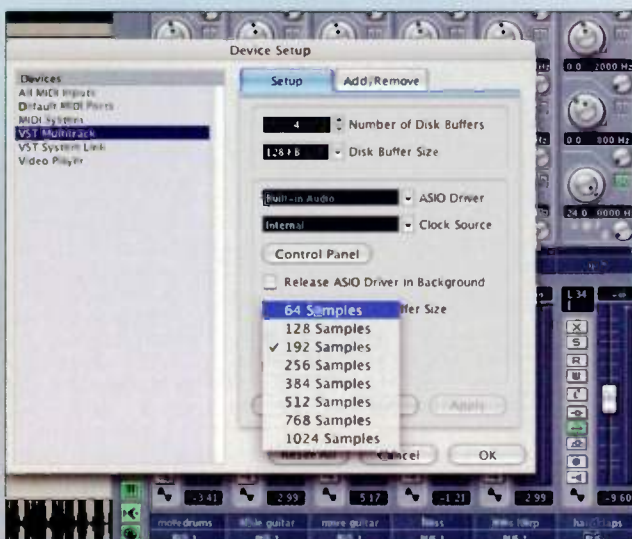 Device Setup
Devices
All MIDI Inputs
Default MIDI Ports
MIDI System
VST Multitrack
VST System Link
Video Player
Setup
Add/Remove
4
Number of Disk Buffers
128 kB
Disk Buffer Size
Built-in Audio
ASIO Driver
Internal
Clock Source
Control Panel
Release ASIO Driver in Background
Size
64 Samples
128 Samples
✓ 192 Samples
256 Samples
384 Samples
512 Samples
768 Samples
1024 Samples
Apply
Cancel
OK
0.0 2000 Hz
0.0 800 Hz
24.0
L 34
X
S
R
W
-3.41
2.99
5.17
-1.21
2.99
-9.60
more drums
guitar
more guitar
bass